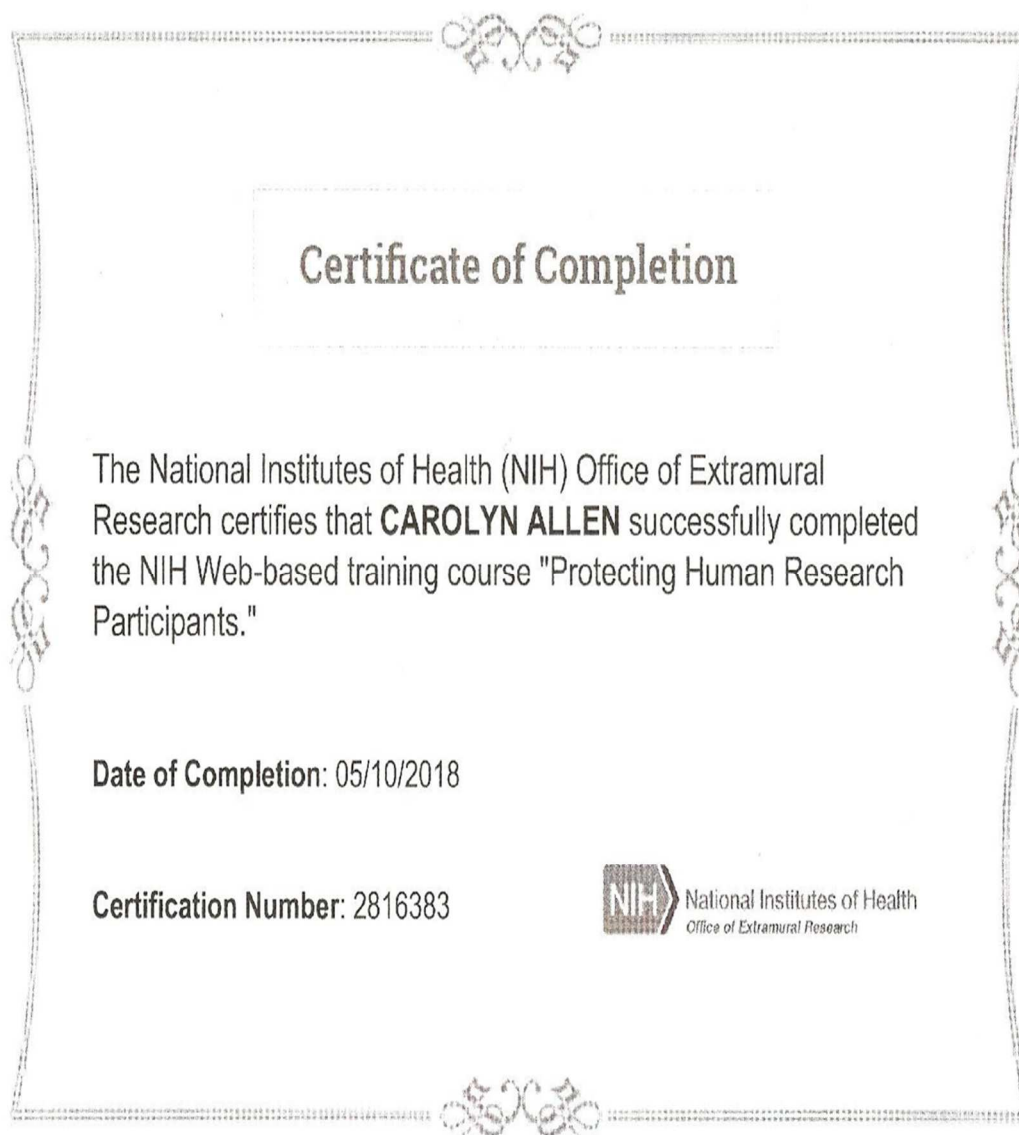 Certificate of Completion
The National Institutes of Health (NIH) Office of Extramural
Research certifies that CAROLYN ALLEN successfully completed
the NIH Web-based training course "Protecting Human Research
Participants."
Date of Completion: 05/10/2018
Certification Number: 2816383
NIH National Institutes of Health
Office of Extramural Research